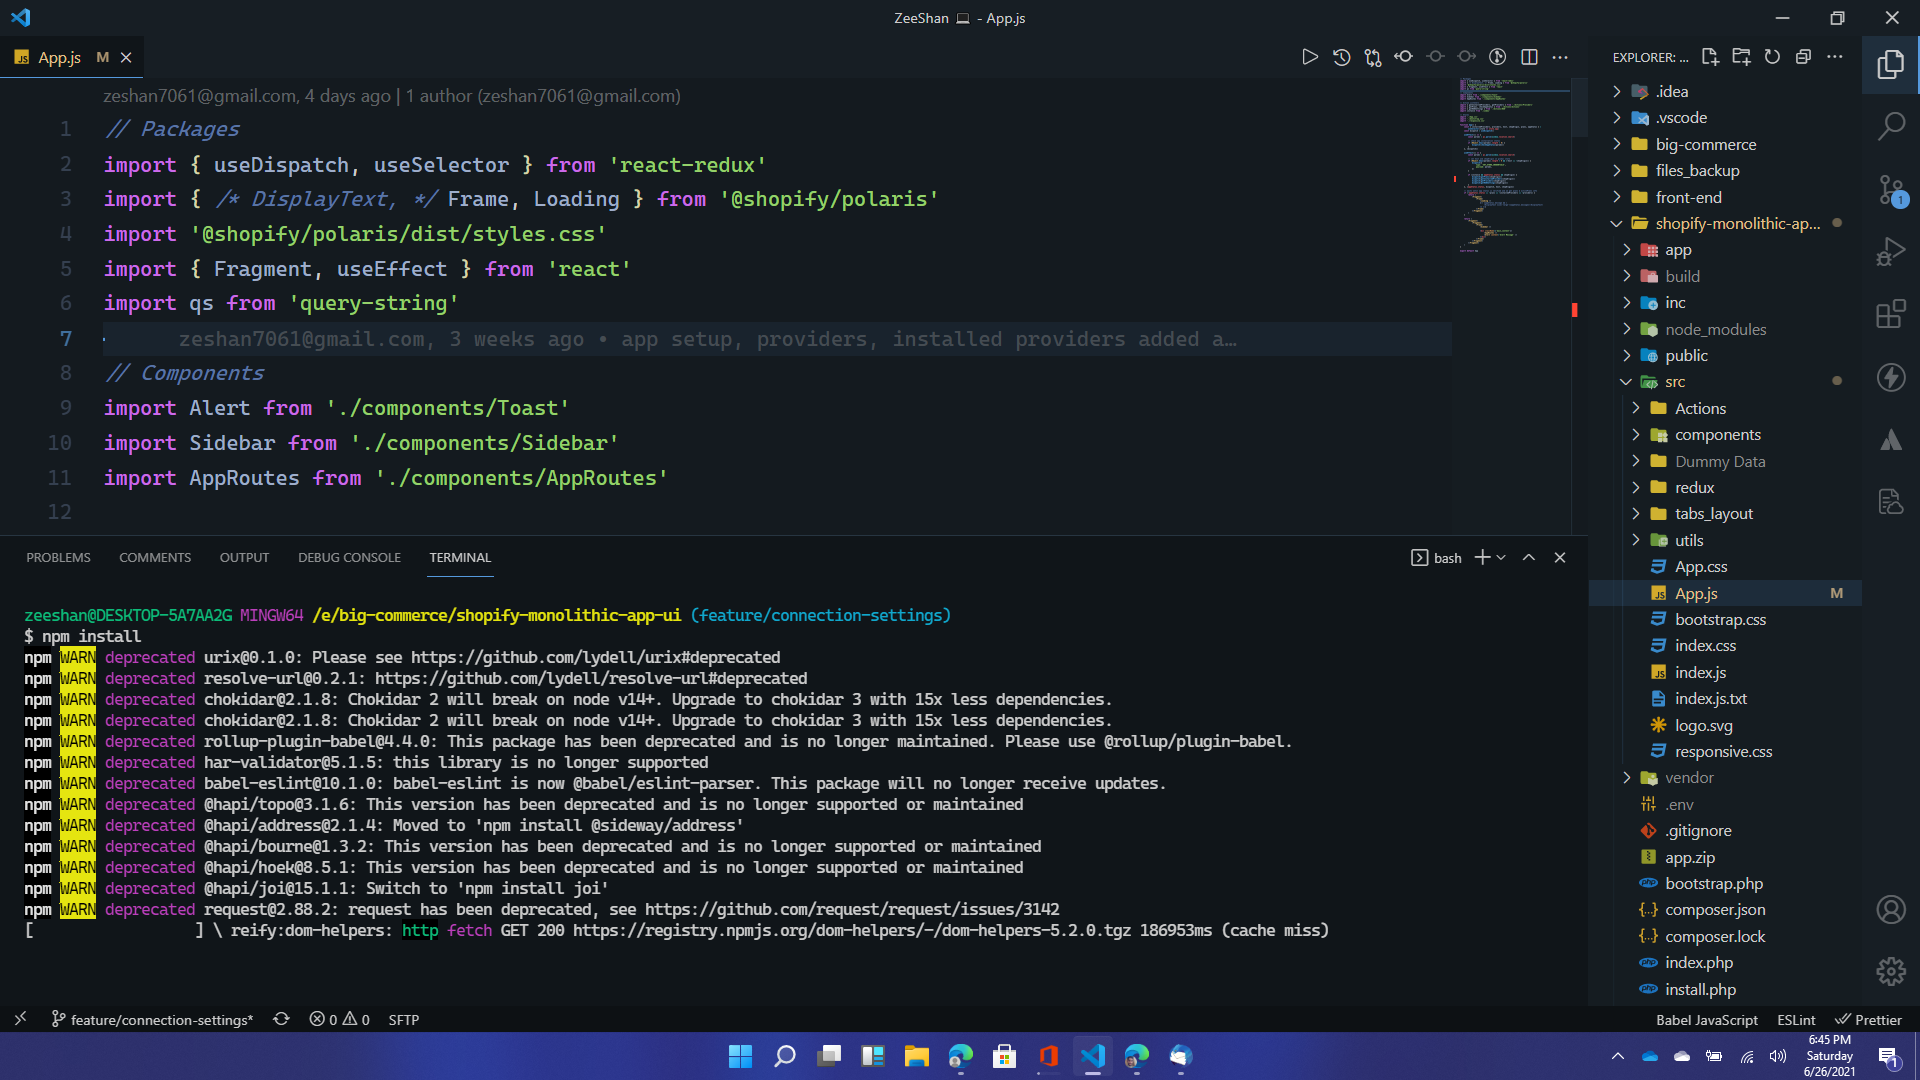 ZeeShan 💻 - App.js
App.js M
EXPLORER: ...
zeshan7061@gmail.com, 4 days ago | 1 author (zeshan7061@gmail.com)
1 // Packages
2 import { useDispatch, useSelector } from 'react-redux'
3 import { /* DisplayText, */ Frame, Loading } from '@shopify/polaris'
4 import '@shopify/polaris/dist/styles.css'
5 import { Fragment, useEffect } from 'react'
6 import qs from 'query-string'
7 zeshan7061@gmail.com, 3 weeks ago • app setup, providers, installed providers added a…
8 // Components
9 import Alert from './components/Toast'
10 import Sidebar from './components/Sidebar'
11 import AppRoutes from './components/AppRoutes'
12
PROBLEMS COMMENTS OUTPUT DEBUG CONSOLE TERMINAL
bash
zeeshan@DESKTOP-5A7AA2G MINGW64 /e/big-commerce/shopify-monolithic-app-ui (feature/connection-settings)
$ npm install
npm WARN deprecated urix@0.1.0: Please see https://github.com/lydell/urix#deprecated
npm WARN deprecated resolve-url@0.2.1: https://github.com/lydell/resolve-url#deprecated
npm WARN deprecated chokidar@2.1.8: Chokidar 2 will break on node v14+. Upgrade to chokidar 3 with 15x less dependencies.
npm WARN deprecated chokidar@2.1.8: Chokidar 2 will break on node v14+. Upgrade to chokidar 3 with 15x less dependencies.
npm WARN deprecated rollup-plugin-babel@4.4.0: This package has been deprecated and is no longer maintained. Please use @rollup/plugin-babel.
npm WARN deprecated har-validator@5.1.5: this library is no longer supported
npm WARN deprecated babel-eslint@10.1.0: babel-eslint is now @babel/eslint-parser. This package will no longer receive updates.
npm WARN deprecated @hapi/topo@3.1.6: This version has been deprecated and is no longer supported or maintained
npm WARN deprecated @hapi/address@2.1.4: Moved to 'npm install @sideway/address'
npm WARN deprecated @hapi/bourne@1.3.2: This version has been deprecated and is no longer supported or maintained
npm WARN deprecated @hapi/hoek@8.5.1: This version has been deprecated and is no longer supported or maintained
npm WARN deprecated @hapi/joi@15.1.1: Switch to 'npm install joi'
npm WARN deprecated request@2.88.2: request has been deprecated, see https://github.com/request/request/issues/3142
[ ] \ reify:dom-helpers: http fetch GET 200 https://registry.npmjs.org/dom-helpers/-/dom-helpers-5.2.0.tgz 186953ms (cache miss)
.idea
.vscode
big-commerce
files_backup
front-end
shopify-monolithic-ap...
app
build
inc
node_modules
public
src
Actions
components
Dummy Data
redux
tabs_layout
utils
App.css
App.js M
bootstrap.css
index.css
index.js
index.js.txt
logo.svg
responsive.css
vendor
.env
.gitignore
app.zip
bootstrap.php
composer.json
composer.lock
index.php
install.php
1
feature/connection-settings* 0 0 SFTP
Babel JavaScript ESLint Prettier
6:45 PM
Saturday
6/26/2021
1